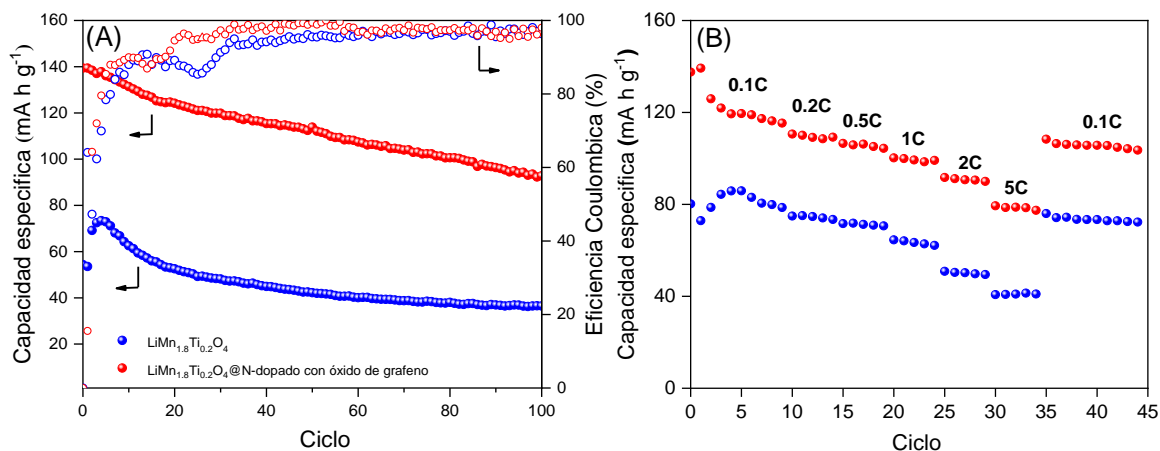 (A)
Capacidad específica (mA h g⁻¹)
160
140
120
100
80
60
40
20
0
20
40
60
80
100
Ciclo
100
80
60
40
20
0
Eficiencia Coulombica (%)
LiMn₁.₈Ti₀.₂O₄
LiMn₁.₈Ti₀.₂O₄@N-dopado con óxido de grafeno
(B)
Capacidad específica (mA h g⁻¹)
160
120
80
40
0
0.1C
0.2C
0.5C
1C
2C
5C
0.1C
0
5
10
15
20
25
30
35
40
45
Ciclo